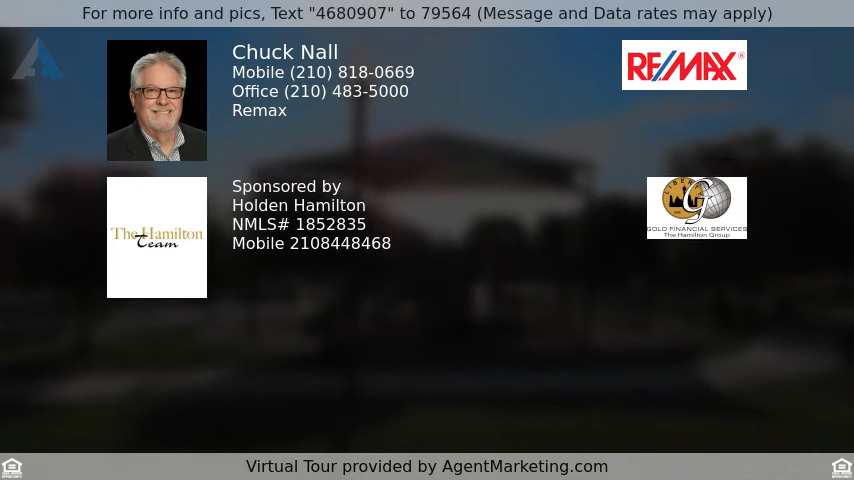 For more info and pics, Text "4680907" to 79564 (Message and Data rates may apply)
Chuck Nall
Mobile (210) 818-0669
Office (210) 483-5000
Remax
RE/MAX®
Sponsored by
Holden Hamilton
NMLS# 1852835
Mobile 2108448468
The Hamilton
Team
G
GOLD FINANCIAL SERVICES
The Hamilton Group
Virtual Tour provided by AgentMarketing.com